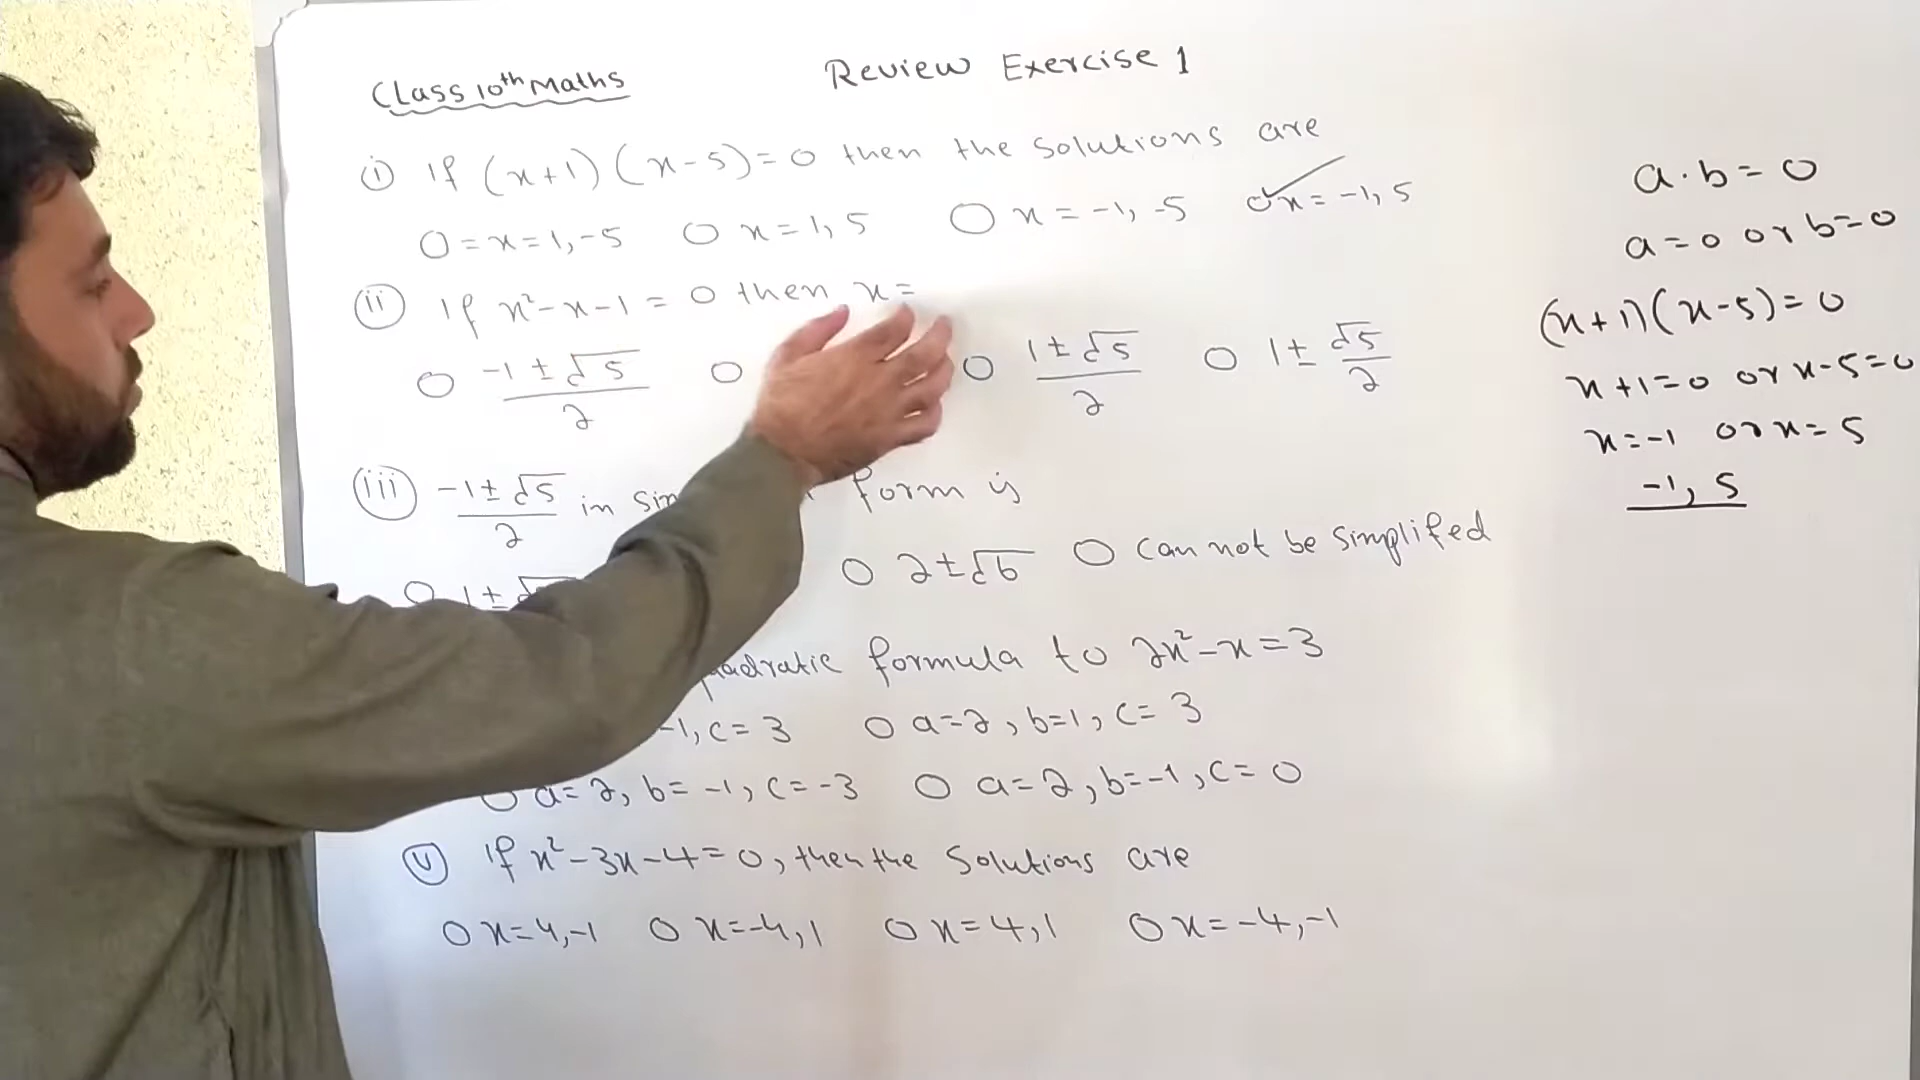 Class 10th Maths
Review Exercise 1
(i) If (x+1)(x-5)=0 then the Solutions are
O=x=1,-5 O x=1,5 O x=-1,-5 O x=-1,5
(ii) If x²-x-1=0 then x=
O (-1±√5)/2 O O (1±√5)/2 O 1±√5/2
(iii) (-1±√5)/2 in form is
O 1±√ O 2±√6 O Can not be simplifed
quadratic formula to 2x²-x=3
-1, c=3 O a=2, b=1, c=3
O a=2, b=-1, c=-3 O a=2, b=-1, c=0
(v) If x²-3x-4=0, then the Solutions are
O x=4,-1 O x=-4,1 O x=4,1 O x=-4,-1
a·b=0
a=0 or b=0
(x+1)(x-5)=0
x+1=0 or x-5=0
x=-1 or x=5
-1, 5